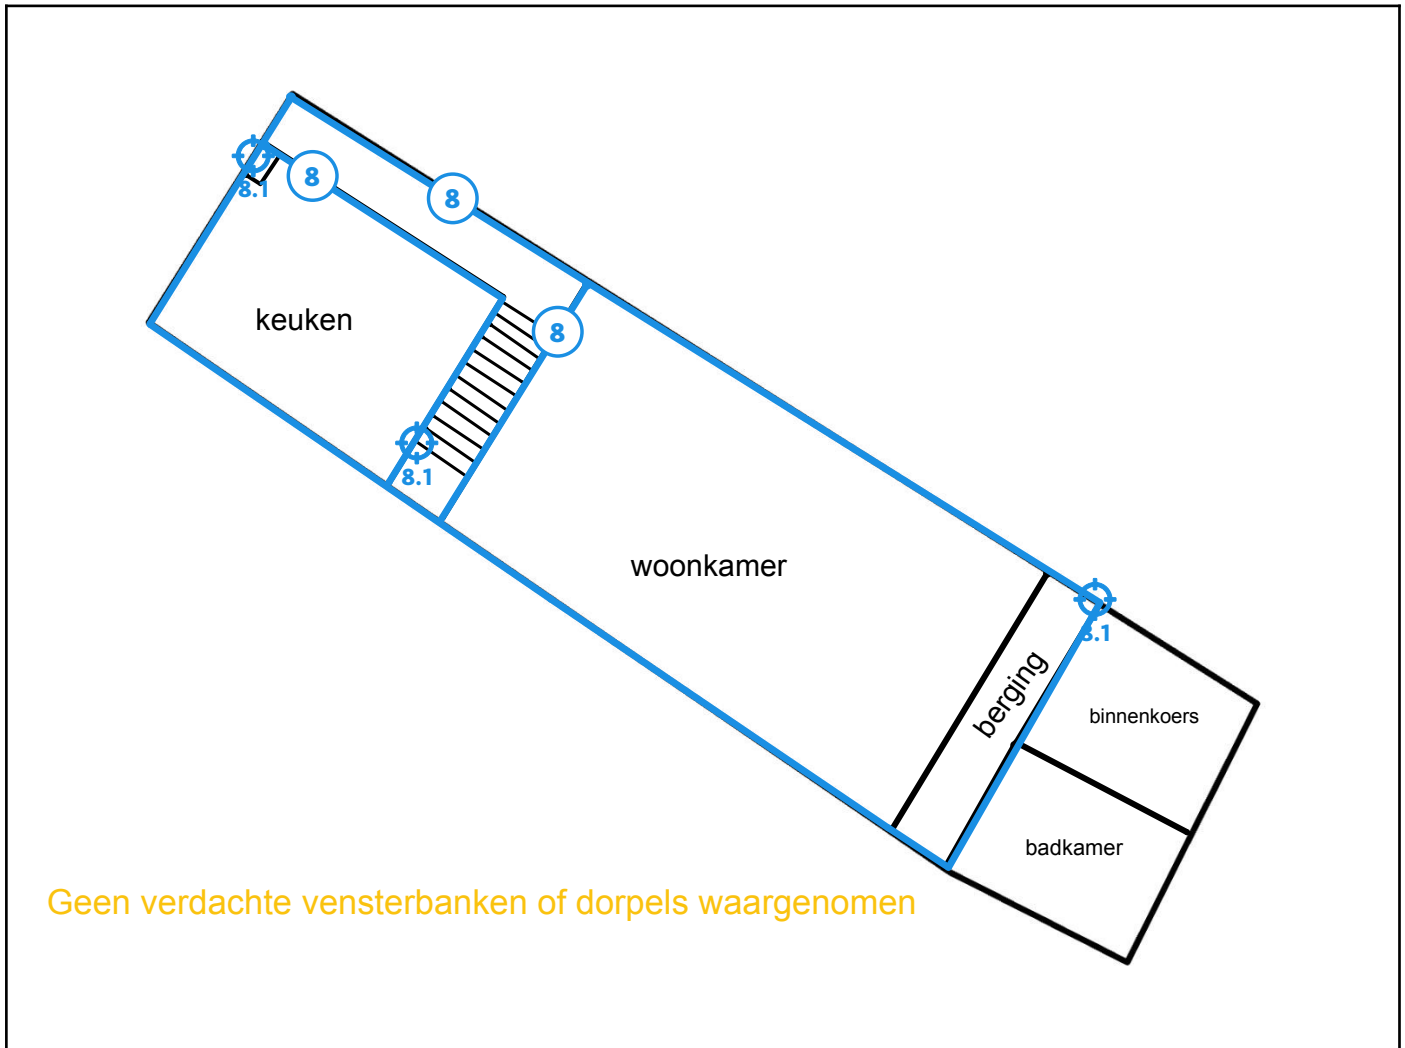 8
8
8.1
8
keuken
8.1
woonkamer
8.1
berging
binnenkoers
badkamer
Geen verdachte vensterbanken of dorpels waargenomen